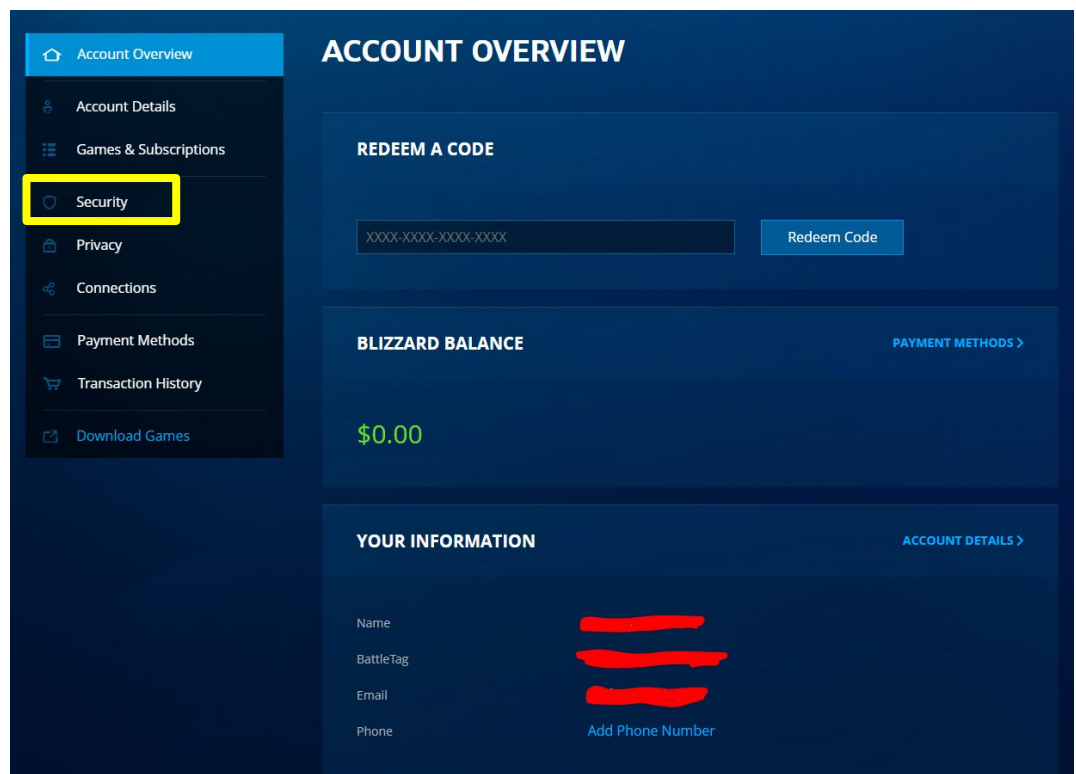 Account Overview
Account Details
Games & Subscriptions
Security
Privacy
Connections
Payment Methods
Transaction History
Download Games
ACCOUNT OVERVIEW
REDEEM A CODE
XXXX-XXXX-XXXX-XXXX
Redeem Code
BLIZZARD BALANCE
PAYMENT METHODS >
$0.00
YOUR INFORMATION
ACCOUNT DETAILS >
Name
BattleTag
Email
Phone Add Phone Number